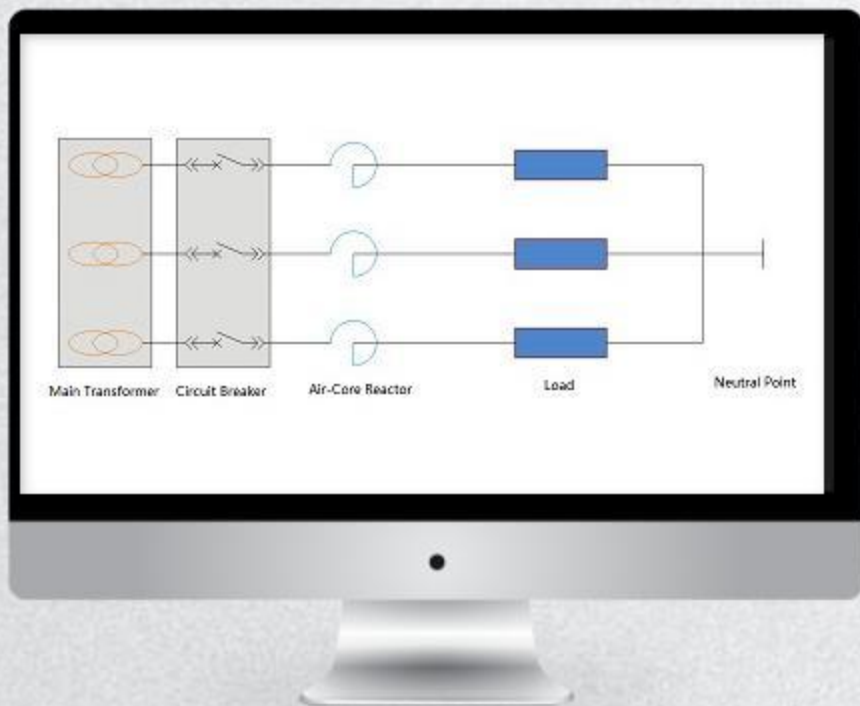 Main Transformer
Circuit Breaker
Air-Core Reactor
Load
Neutral Point